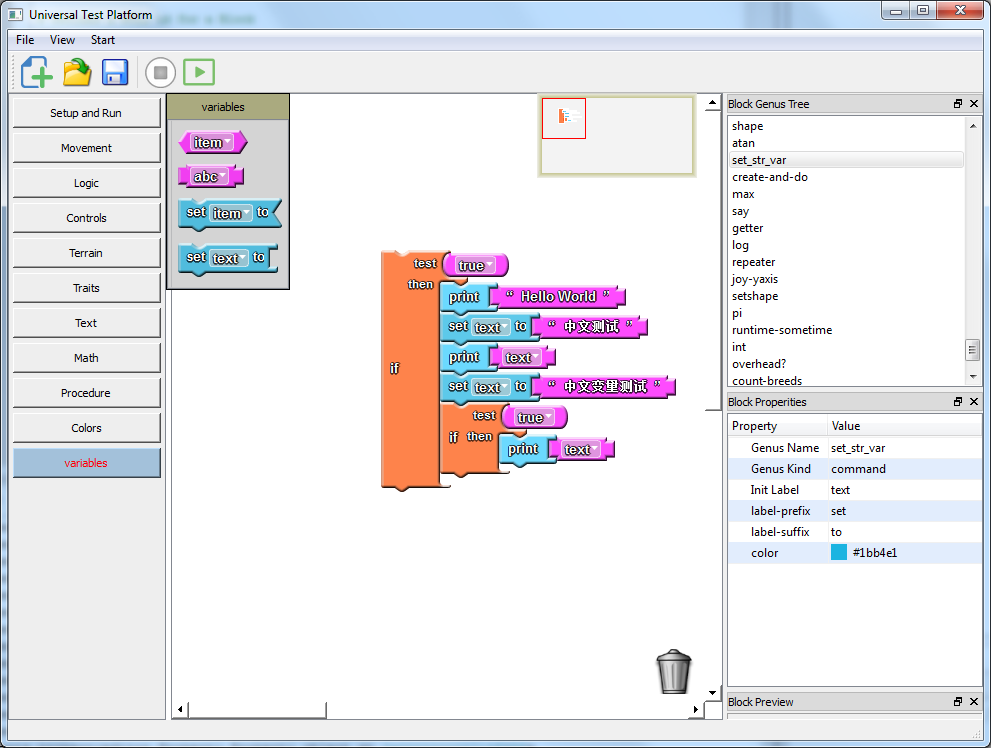 Universal Test Platform
File View Start
Setup and Run
Movement
Logic
Controls
Terrain
Traits
Text
Math
Procedure
Colors
variables
variables
item
abc
set item to
set text to
test true
then
print “ Hello World ”
set text to “ 中文测试 ”
print text
if
set text to “ 中文变里测试 ”
test true
if then
print text
Block Genus Tree
shape
atan
set_str_var
create-and-do
max
say
getter
log
repeater
joy-yaxis
setshape
pi
runtime-sometime
int
overhead?
count-breeds
Block Properties
Property Value
Genus Name set_str_var
Genus Kind command
Init Label text
label-prefix set
label-suffix to
color #1bb4e1
Block Preview